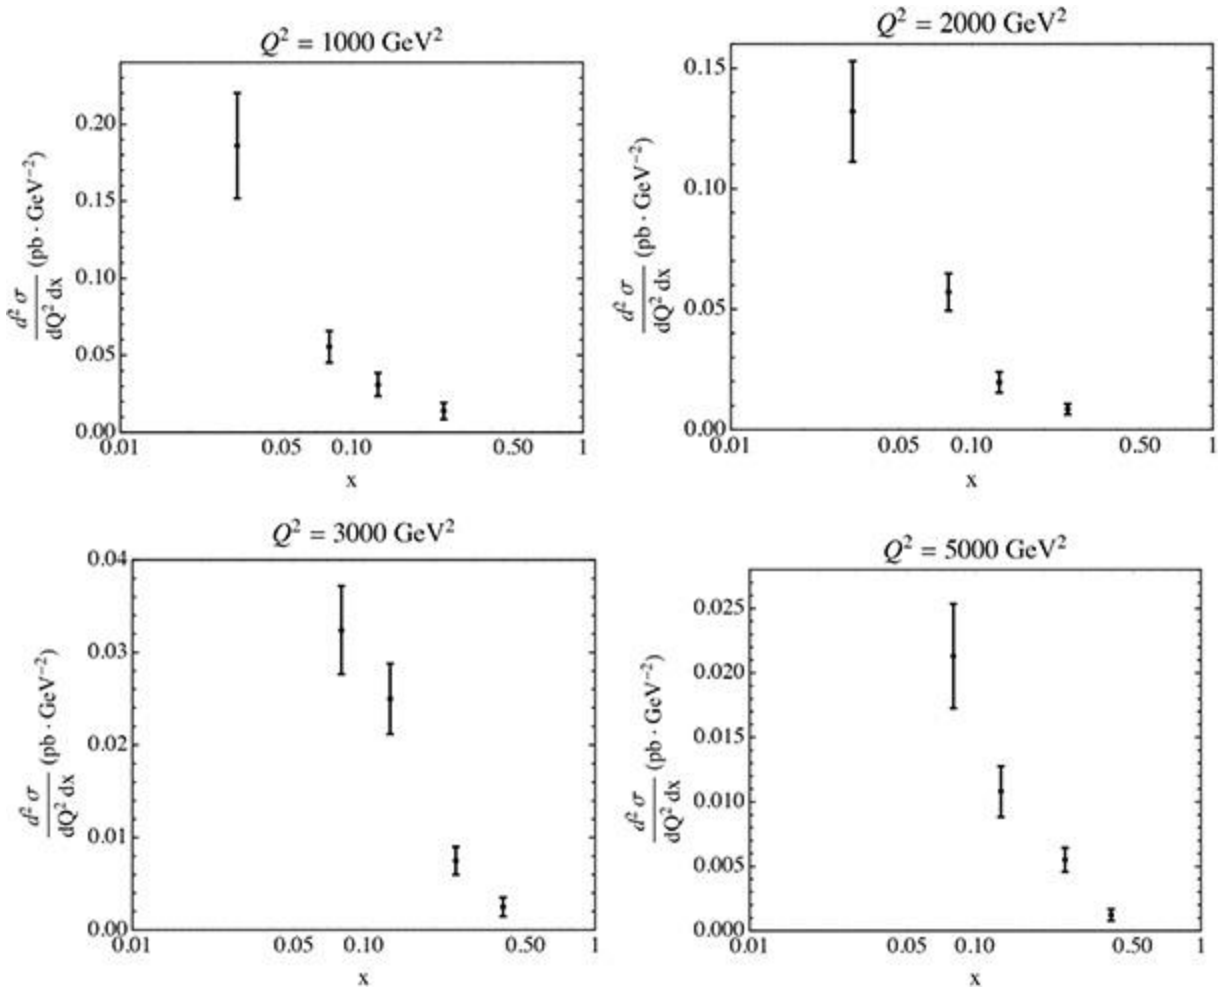 Q² = 1000 GeV²
d² σ / dQ² dx (pb · GeV⁻²)
0.20
0.15
0.10
0.05
0.00
0.01 0.05 0.10 0.50 1
x
Q² = 2000 GeV²
d² σ / dQ² dx (pb · GeV⁻²)
0.15
0.10
0.05
0.00
0.01 0.05 0.10 0.50 1
x
Q² = 3000 GeV²
d² σ / dQ² dx (pb · GeV⁻²)
0.04
0.03
0.02
0.01
0.00
0.01 0.05 0.10 0.50 1
x
Q² = 5000 GeV²
d² σ / dQ² dx (pb · GeV⁻²)
0.025
0.020
0.015
0.010
0.005
0.000
0.01 0.05 0.10 0.50 1
x